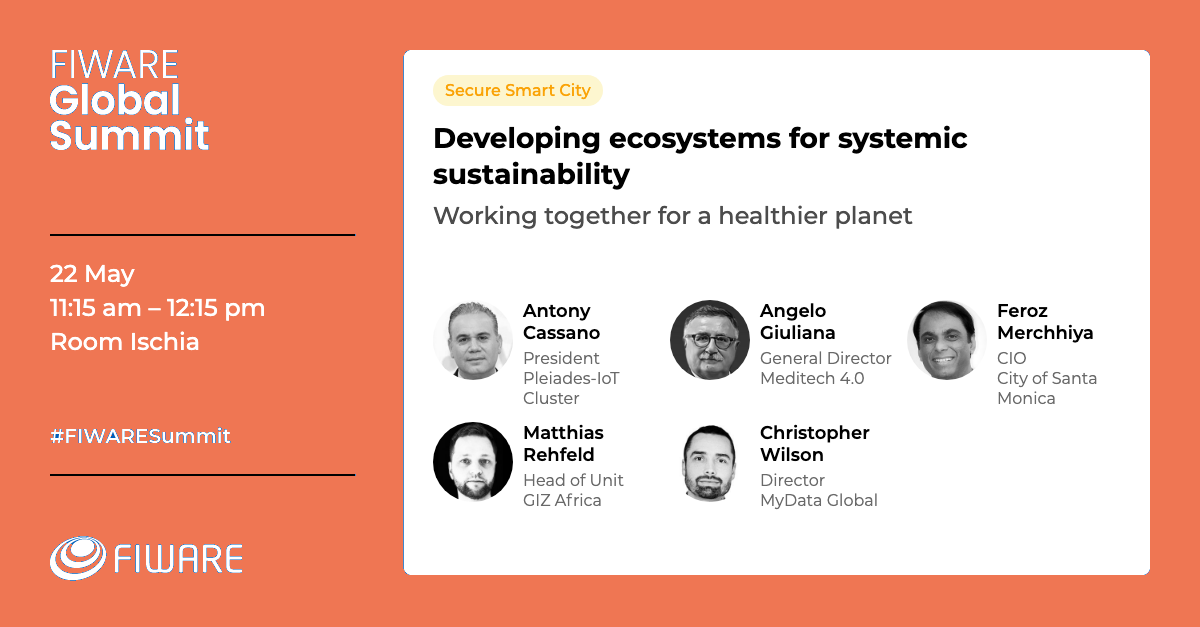 FIWARE
Global
Summit
22 May
11:15 am – 12:15 pm
Room Ischia
#FIWARESummit
FIWARE
Secure Smart City
Developing ecosystems for systemic
sustainability
Working together for a healthier planet
Antony
Cassano
President
Pleiades-IoT
Cluster
Angelo
Giuliana
General Director
Meditech 4.0
Feroz
Merchhiya
CIO
City of Santa
Monica
Matthias
Rehfeld
Head of Unit
GIZ Africa
Christopher
Wilson
Director
MyData Global